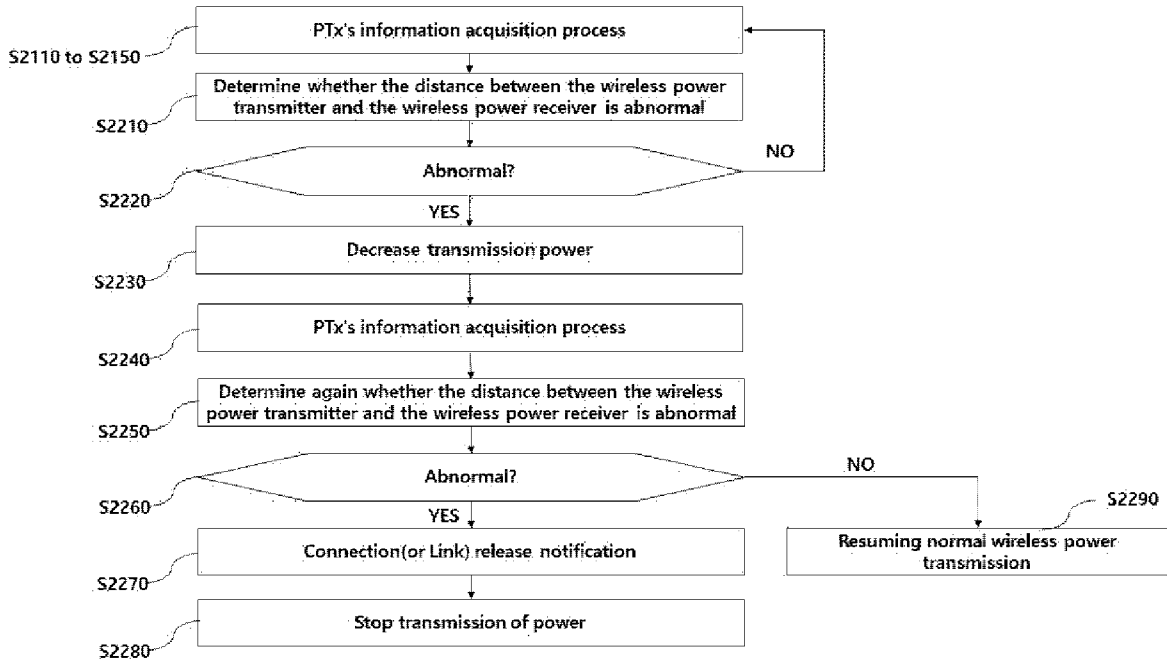 PTx's information acquisition process
S2110 to S2150
Determine whether the distance between the wireless power
transmitter and the wireless power receiver is abnormal
S2210
NO
Abnormal?
S2220
YES
Decrease transmission power
S2230
PTx's information acquisition process
S2240
Determine again whether the distance between the wireless
power transmitter and the wireless power receiver is abnormal
S2250
NO
Abnormal?
S2260
YES
S2290
Connection(or Link) release notification
Resuming normal wireless power
transmission
S2270
Stop transmission of power
S2280